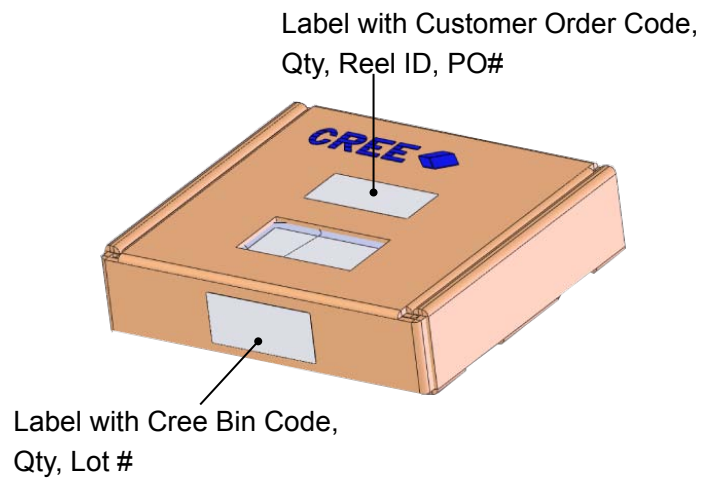 Label with Customer Order Code,
Qty, Reel ID, PO#
CREE
Label with Cree Bin Code,
Qty, Lot #